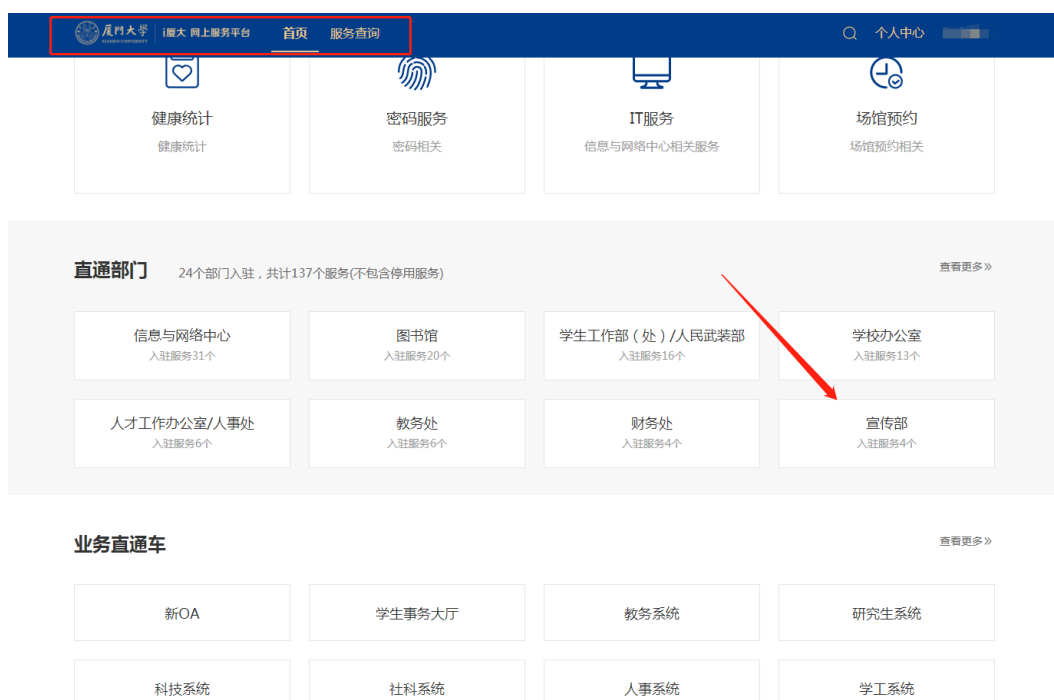 厦门大学 i厦大 网上服务平台 首页 服务查询 个人中心
XIAMEN UNIVERSITY
健康统计 密码服务 IT服务 场馆预约
健康统计 密码相关 信息与网络中心相关服务 场馆预约相关
直通部门 24个部门入驻，共计137个服务(不包含停用服务) 查看更多»
信息与网络中心 图书馆 学生工作部（处）/人民武装部 学校办公室
入驻服务31个 入驻服务20个 入驻服务16个 入驻服务13个
人才工作办公室/人事处 教务处 财务处 宣传部
入驻服务6个 入驻服务6个 入驻服务4个 入驻服务4个
业务直通车 查看更多»
新OA 学生事务大厅 教务系统 研究生系统
科技系统 社科系统 人事系统 学工系统